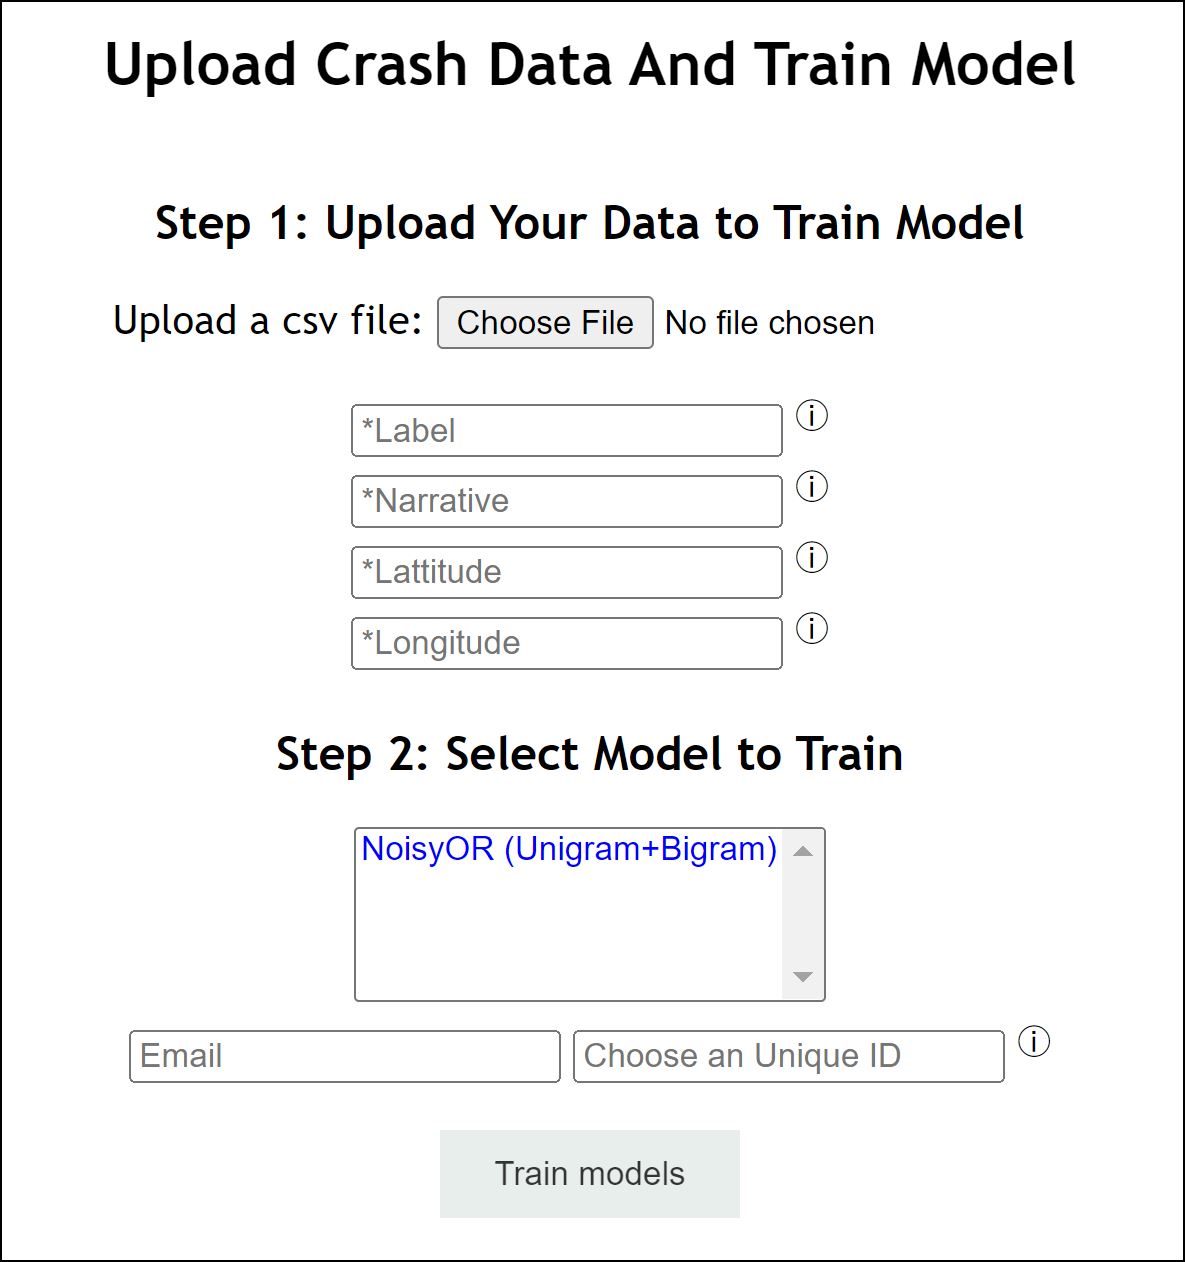 Upload Crash Data And Train Model
Step 1: Upload Your Data to Train Model
Upload a csv file: Choose File No file chosen
*Label ⓘ
*Narrative ⓘ
*Lattitude ⓘ
*Longitude ⓘ
Step 2: Select Model to Train
NoisyOR (Unigram+Bigram)
Email Choose an Unique ID ⓘ
Train models